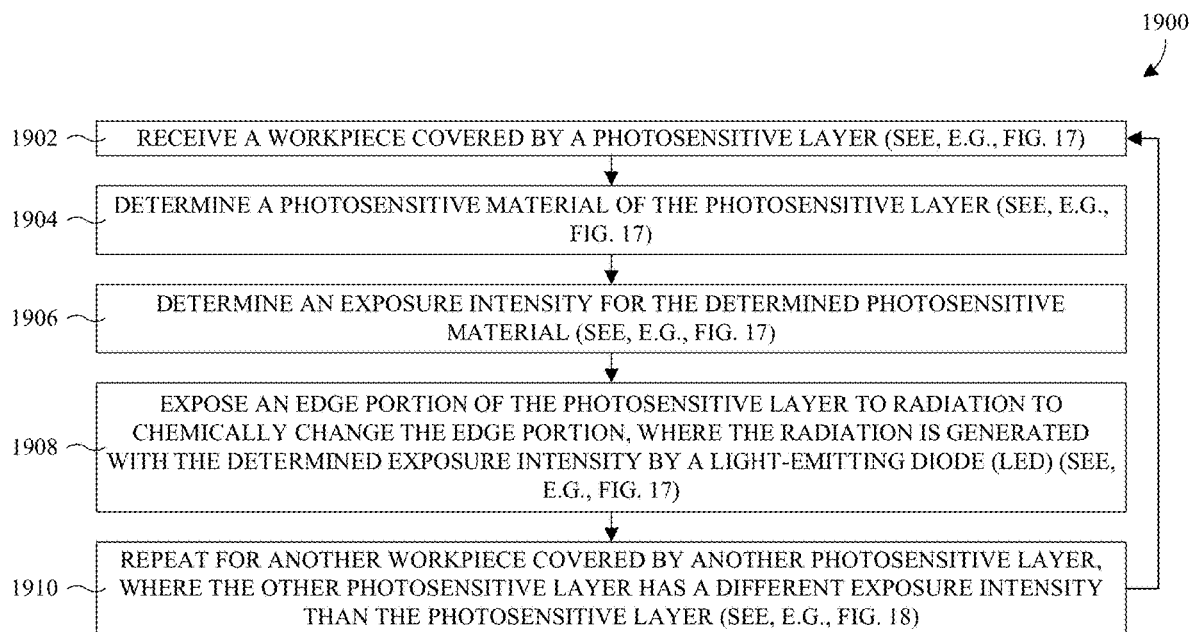 1900
1902
RECEIVE A WORKPIECE COVERED BY A PHOTOSENSITIVE LAYER (SEE, E.G., FIG. 17)
1904
DETERMINE A PHOTOSENSITIVE MATERIAL OF THE PHOTOSENSITIVE LAYER (SEE, E.G.,
FIG. 17)
1906
DETERMINE AN EXPOSURE INTENSITY FOR THE DETERMINED PHOTOSENSITIVE
MATERIAL (SEE, E.G., FIG. 17)
1908
EXPOSE AN EDGE PORTION OF THE PHOTOSENSITIVE LAYER TO RADIATION TO
CHEMICALLY CHANGE THE EDGE PORTION, WHERE THE RADIATION IS GENERATED
WITH THE DETERMINED EXPOSURE INTENSITY BY A LIGHT-EMITTING DIODE (LED) (SEE,
E.G., FIG. 17)
1910
REPEAT FOR ANOTHER WORKPIECE COVERED BY ANOTHER PHOTOSENSITIVE LAYER,
WHERE THE OTHER PHOTOSENSITIVE LAYER HAS A DIFFERENT EXPOSURE INTENSITY
THAN THE PHOTOSENSITIVE LAYER (SEE, E.G., FIG. 18)